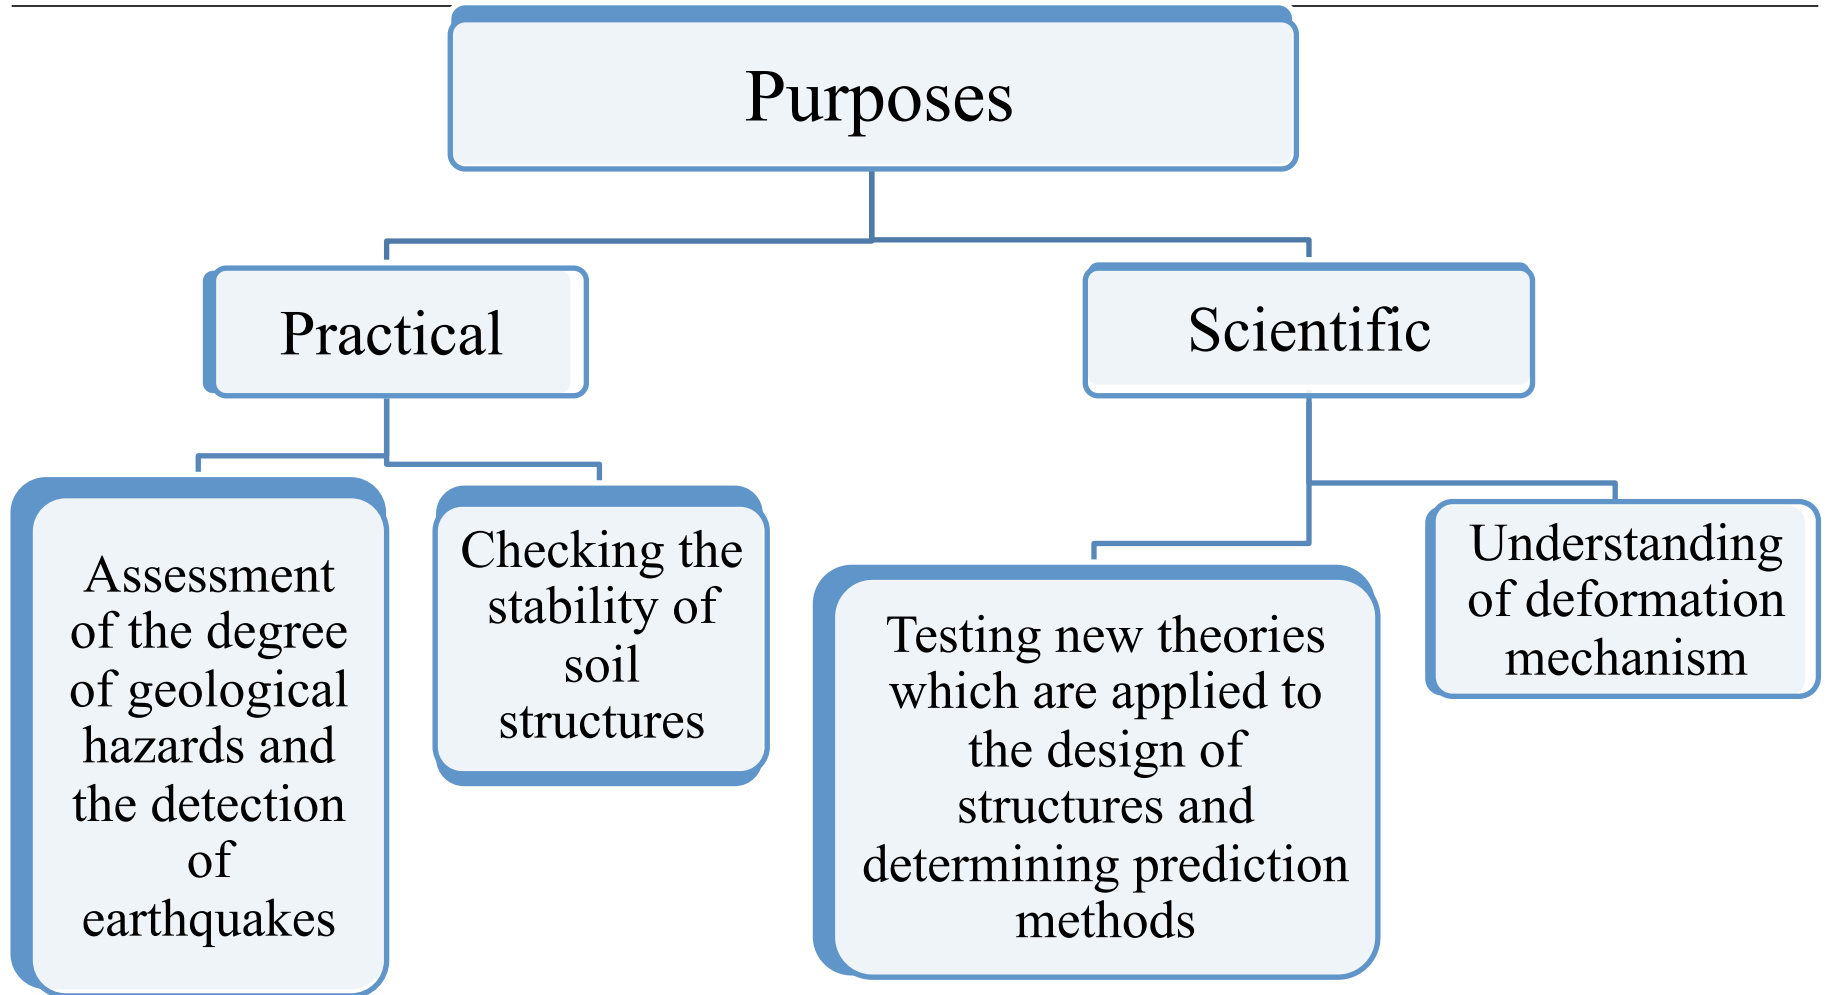 Purposes
Practical
Scientific
Assessment
of the degree
of geological
hazards and
the detection
of
earthquakes
Checking the
stability of
soil
structures
Testing new theories
which are applied to
the design of
structures and
determining prediction
methods
Understanding
of deformation
mechanism